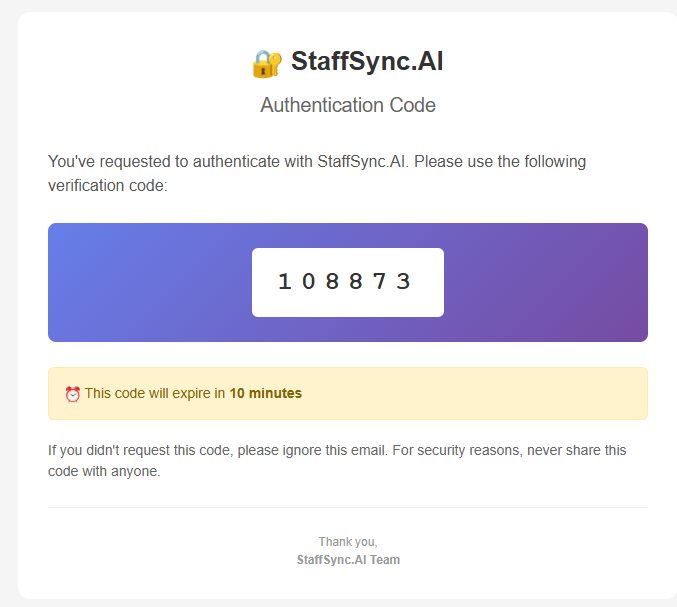 🔐 StaffSync.AI
Authentication Code
You've requested to authenticate with StaffSync.AI. Please use the following
verification code:
108873
⏰ This code will expire in 10 minutes
If you didn't request this code, please ignore this email. For security reasons, never share this
code with anyone.
Thank you,
StaffSync.AI Team